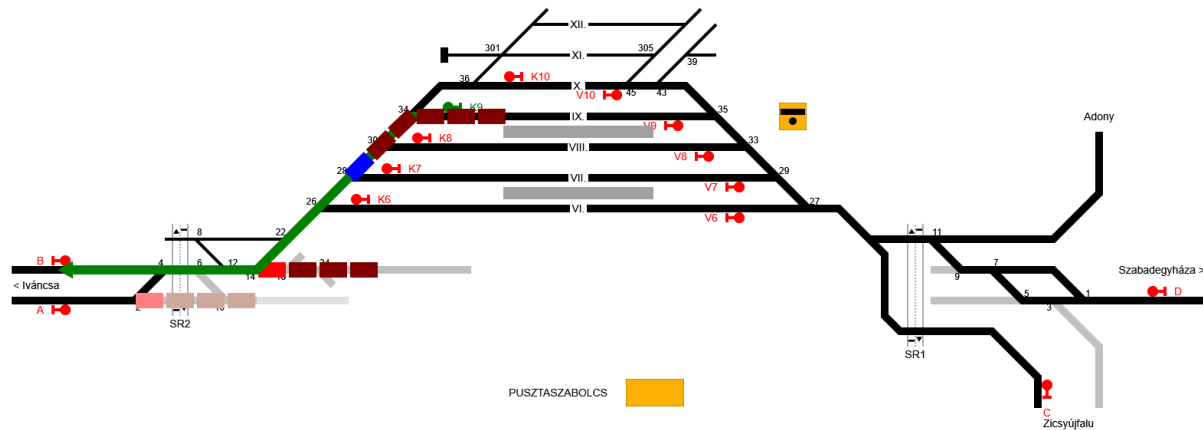 XII.
301
XI.
305
39
36
K10
X.
V10
45
43
34
K9
IX.
35
V9
30
K8
VIII.
33
V8
Adony
28
K7
VII.
29
V7
26
K6
VI.
27
V6
8
22
11
B
4
6
12
14
24
9
7
Szabadegyháza >
< Iváncsa
A
2
5
3
1
D
SR2
SR1
C
Zicsyújfalu
PUSZTASZABOLCS